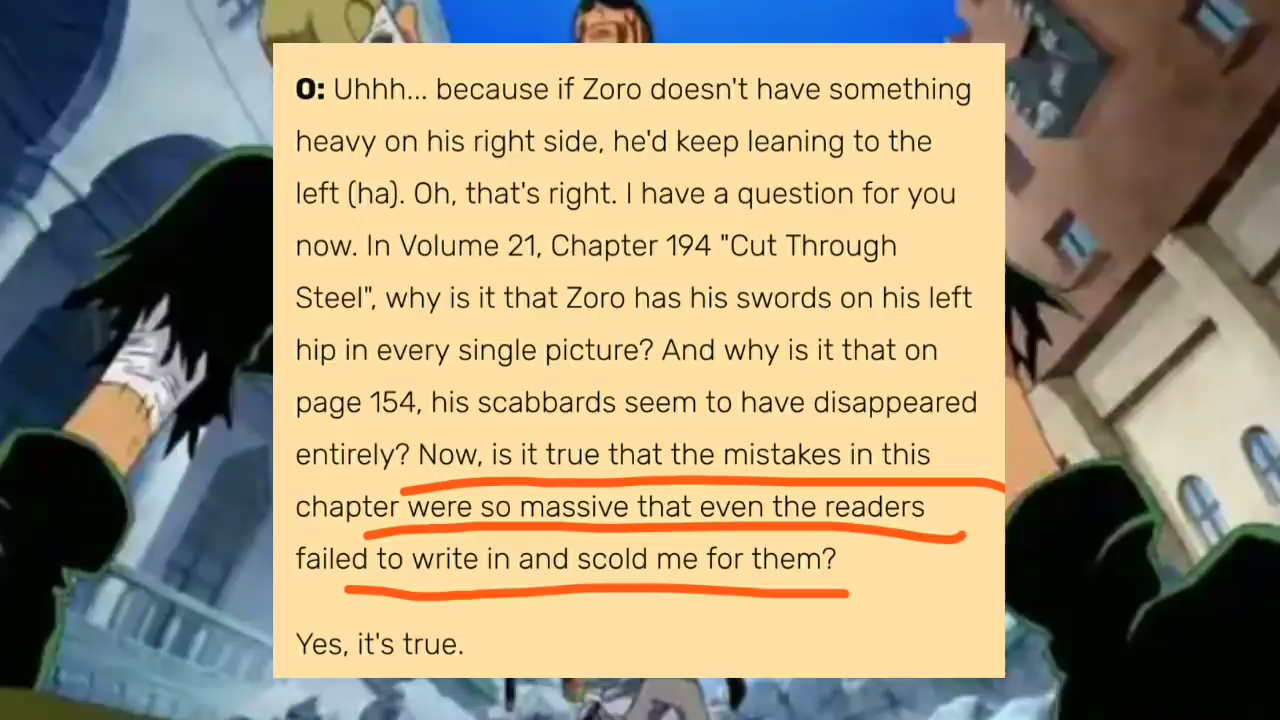 O: Uhhh... because if Zoro doesn't have something
heavy on his right side, he'd keep leaning to the
left (ha). Oh, that's right. I have a question for you
now. In Volume 21, Chapter 194 "Cut Through
Steel", why is it that Zoro has his swords on his left
hip in every single picture? And why is it that on
page 154, his scabbards seem to have disappeared
entirely? Now, is it true that the mistakes in this
chapter were so massive that even the readers
failed to write in and scold me for them?
Yes, it's true.